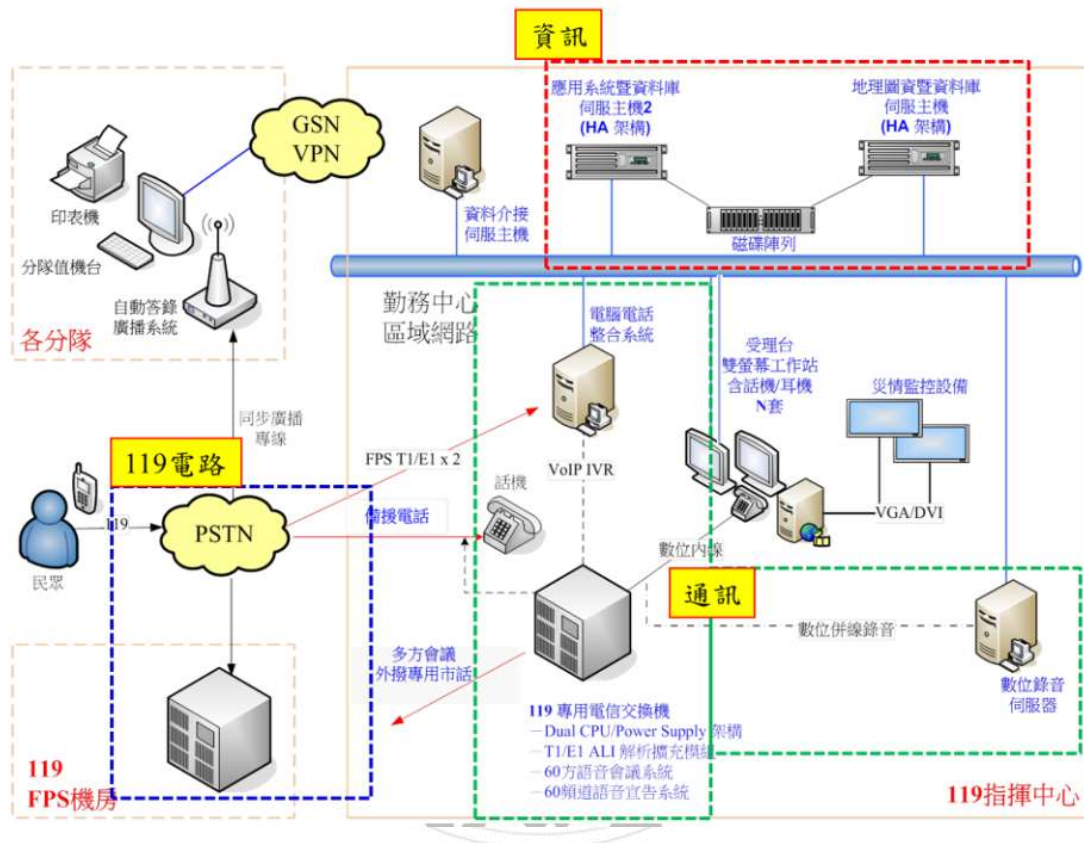 資訊
GSN
VPN
印表機
分隊值機台
自動答錄
廣播系統
各分隊
資料介接
伺服主機
應用系統暨資料庫
伺服主機2
(HA 架構)
地理圖資暨資料庫
伺服主機
(HA 架構)
磁碟陣列
勤務中心
區域網路
電腦電話
整合系統
受理台
雙螢幕工作站
含話機/耳機
N套
災情監控設備
同步廣播
專線
119電路
FPS T1/E1 x 2
VoIP IVR
話機
備援電話
VGA/DVI
119
PSTN
民眾
數位內線
通訊
數位併線錄音
數位錄音
伺服器
多方會議
外撥專用市話
119 專用電信交換機
－Dual CPU/Power Supply 架構
－T1/E1 ALI 解析擴充模組
－60方語音會議系統
－60頻道語音宣告系統
119
FPS機房
119指揮中心